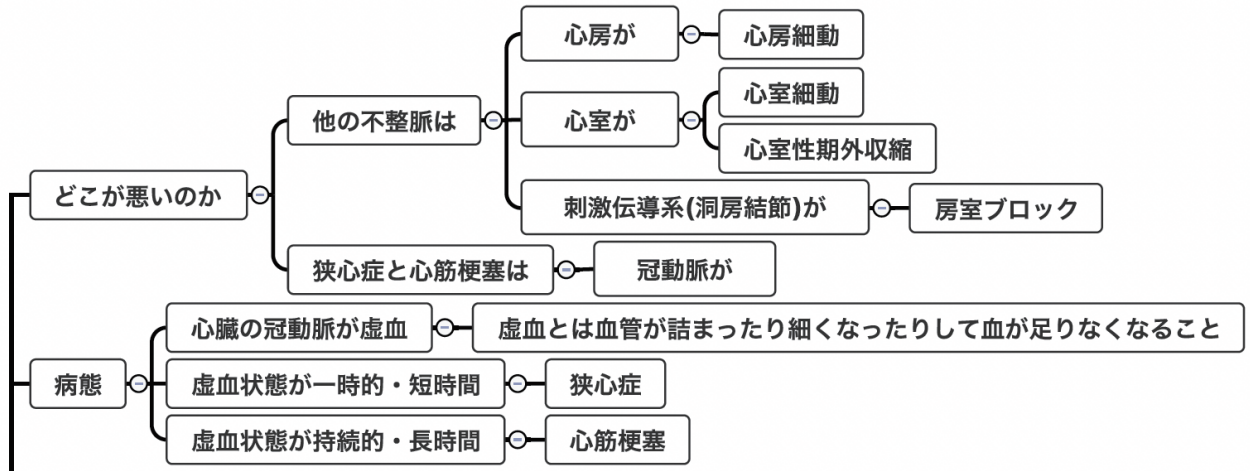 どこが悪いのか
他の不整脈は
心房が
心房細動
心室が
心室細動
心室性期外収縮
刺激伝導系(洞房結節)が
房室ブロック
狭心症と心筋梗塞は
冠動脈が
病態
心臓の冠動脈が虚血
虚血とは血管が詰まったり細くなったりして血が足りなくなること
虚血状態が一時的・短時間
狭心症
虚血状態が持続的・長時間
心筋梗塞